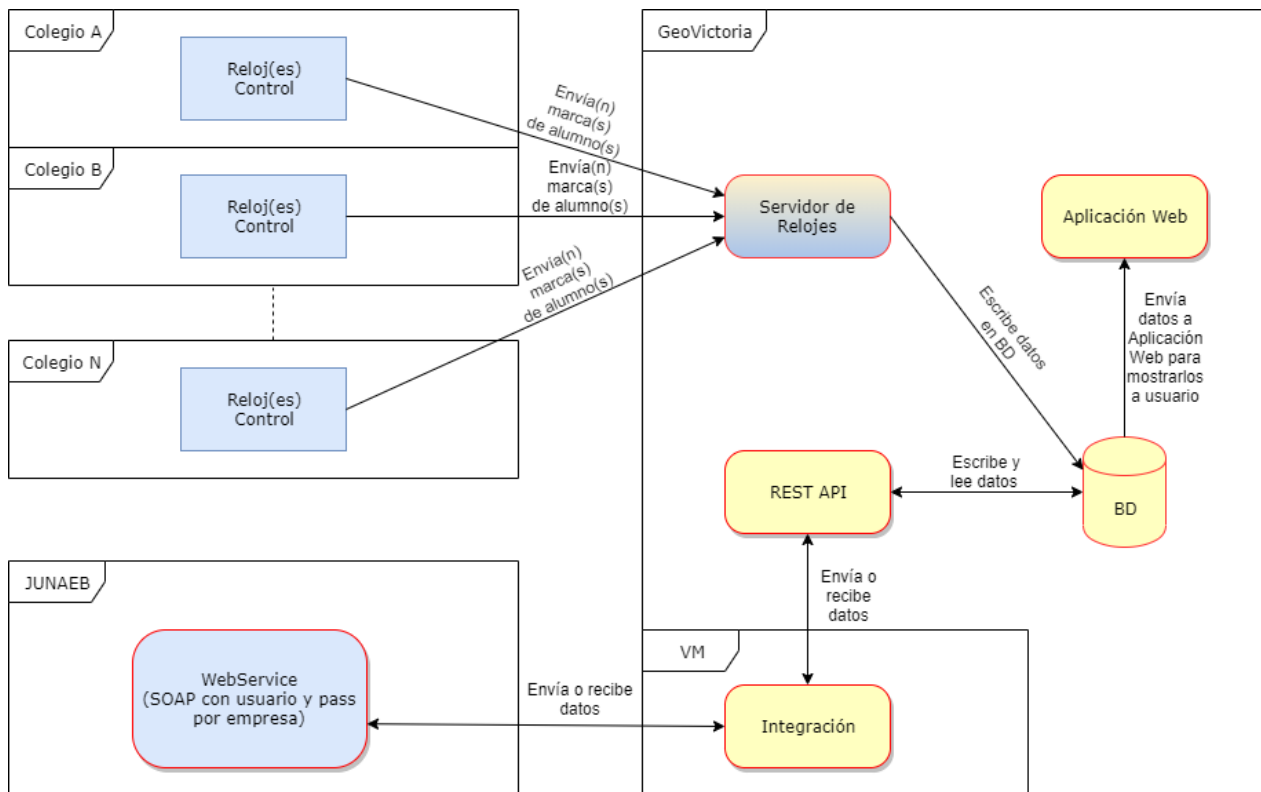 Colegio A
Reloj(es)
Control
Envía(n)
marca(s)
de alumno(s)
Colegio B
Reloj(es)
Control
Envía(n)
marca(s)
de alumno(s)
Colegio N
Reloj(es)
Control
Envía(n)
marca(s)
de alumno(s)
GeoVictoria
Servidor de
Relojes
Aplicación Web
Escribe datos
en BD
Envía
datos a
Aplicación
Web para
mostrarlos
a usuario
REST API
Escribe y
lee datos
BD
Envía o
recibe
datos
JUNAEB
WebService
(SOAP con usuario y pass
por empresa)
Envía o recibe
datos
VM
Integración